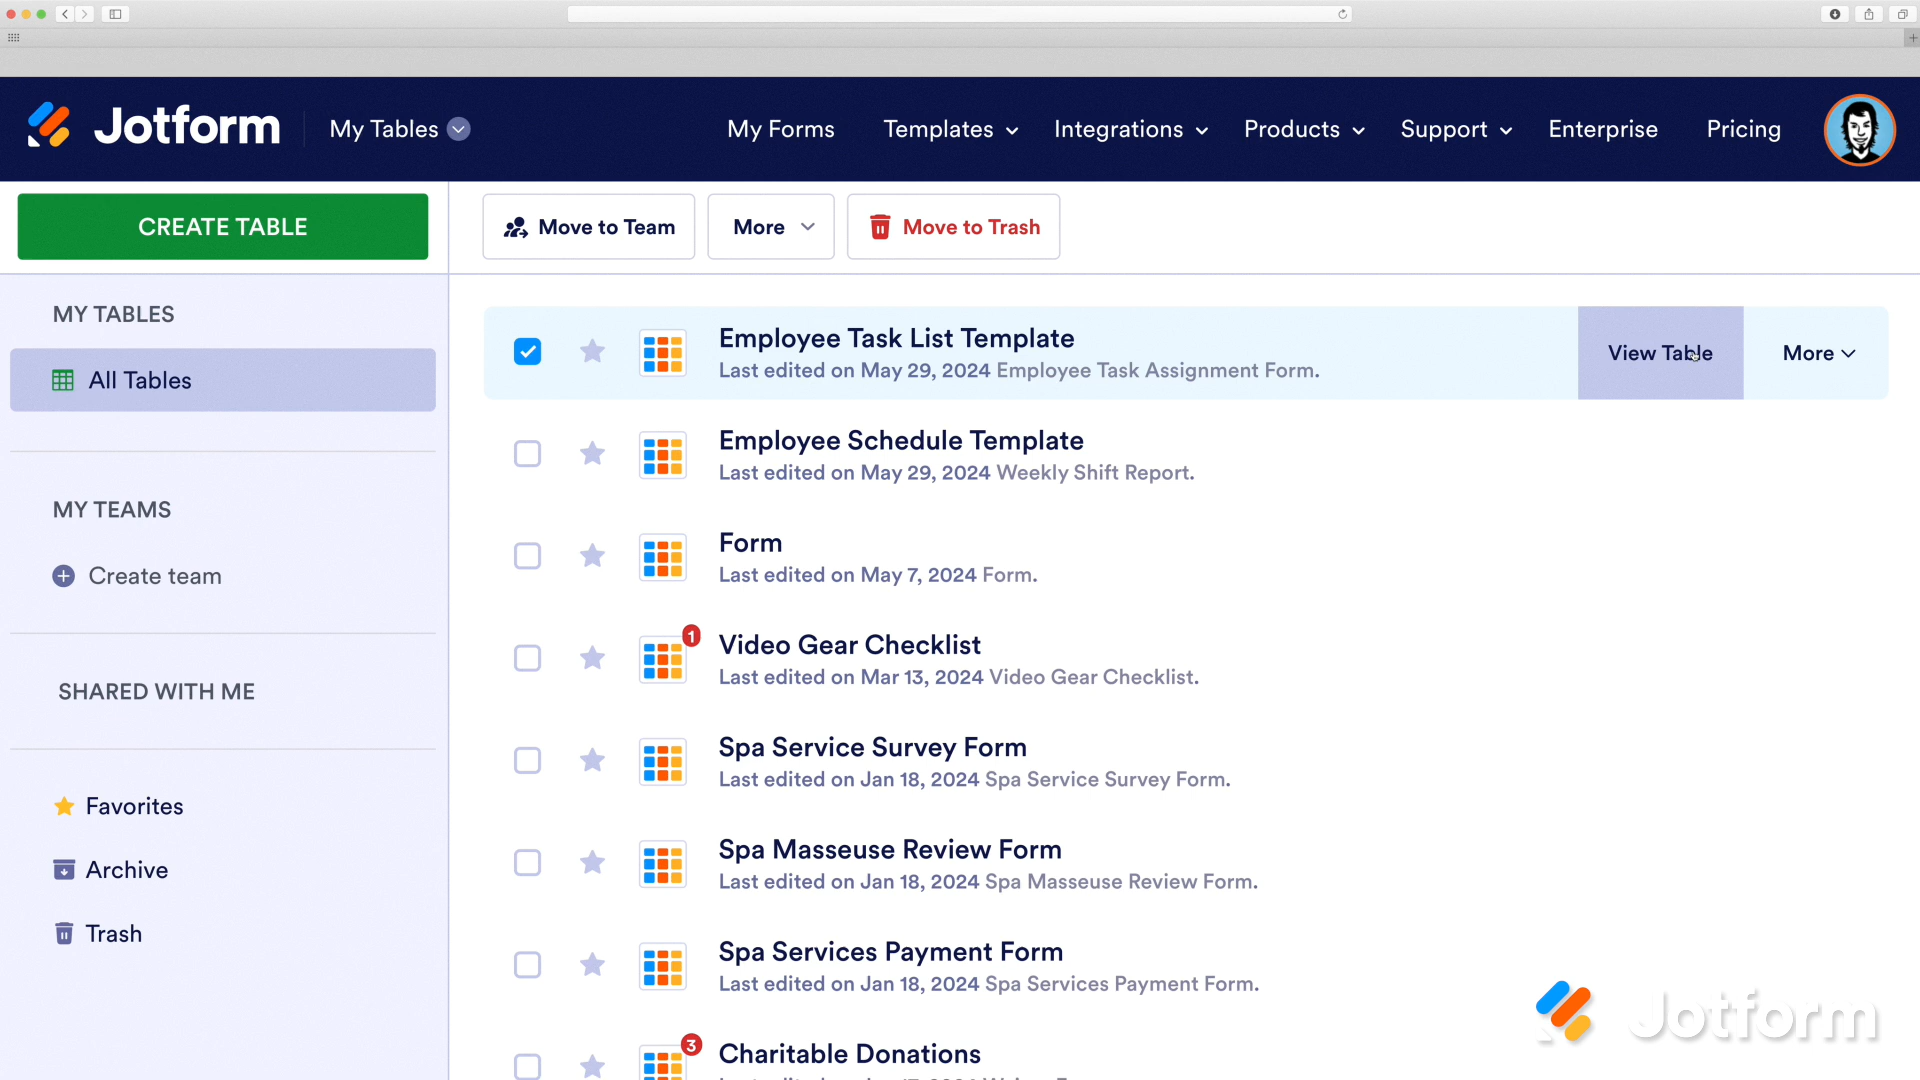 Jotform
My Tables
My Forms
Templates
Integrations
Products
Support
Enterprise
Pricing
CREATE TABLE
Move to Team
More
Move to Trash
MY TABLES
All Tables
MY TEAMS
Create team
SHARED WITH ME
Favorites
Archive
Trash
Employee Task List Template
Last edited on May 29, 2024 Employee Task Assignment Form.
View Table
More
Employee Schedule Template
Last edited on May 29, 2024 Weekly Shift Report.
Form
Last edited on May 7, 2024 Form.
1
Video Gear Checklist
Last edited on Mar 13, 2024 Video Gear Checklist.
Spa Service Survey Form
Last edited on Jan 18, 2024 Spa Service Survey Form.
Spa Masseuse Review Form
Last edited on Jan 18, 2024 Spa Masseuse Review Form.
Spa Services Payment Form
Last edited on Jan 18, 2024 Spa Services Payment Form.
3
Charitable Donations
Jotform